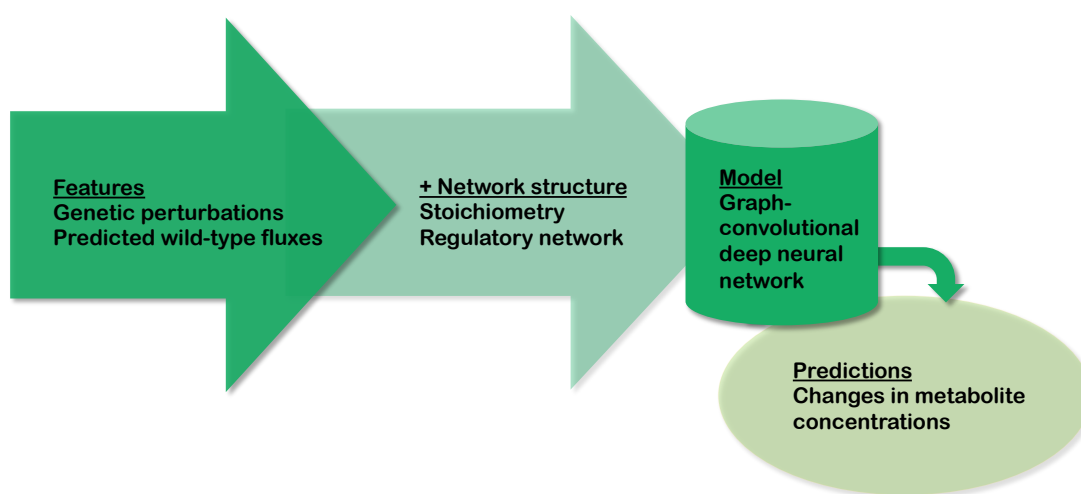 Features
Genetic perturbations
Predicted wild-type fluxes
+ Network structure
Stoichiometry
Regulatory network
Model
Graph-
convolutional
deep neural
network
Predictions
Changes in metabolite
concentrations